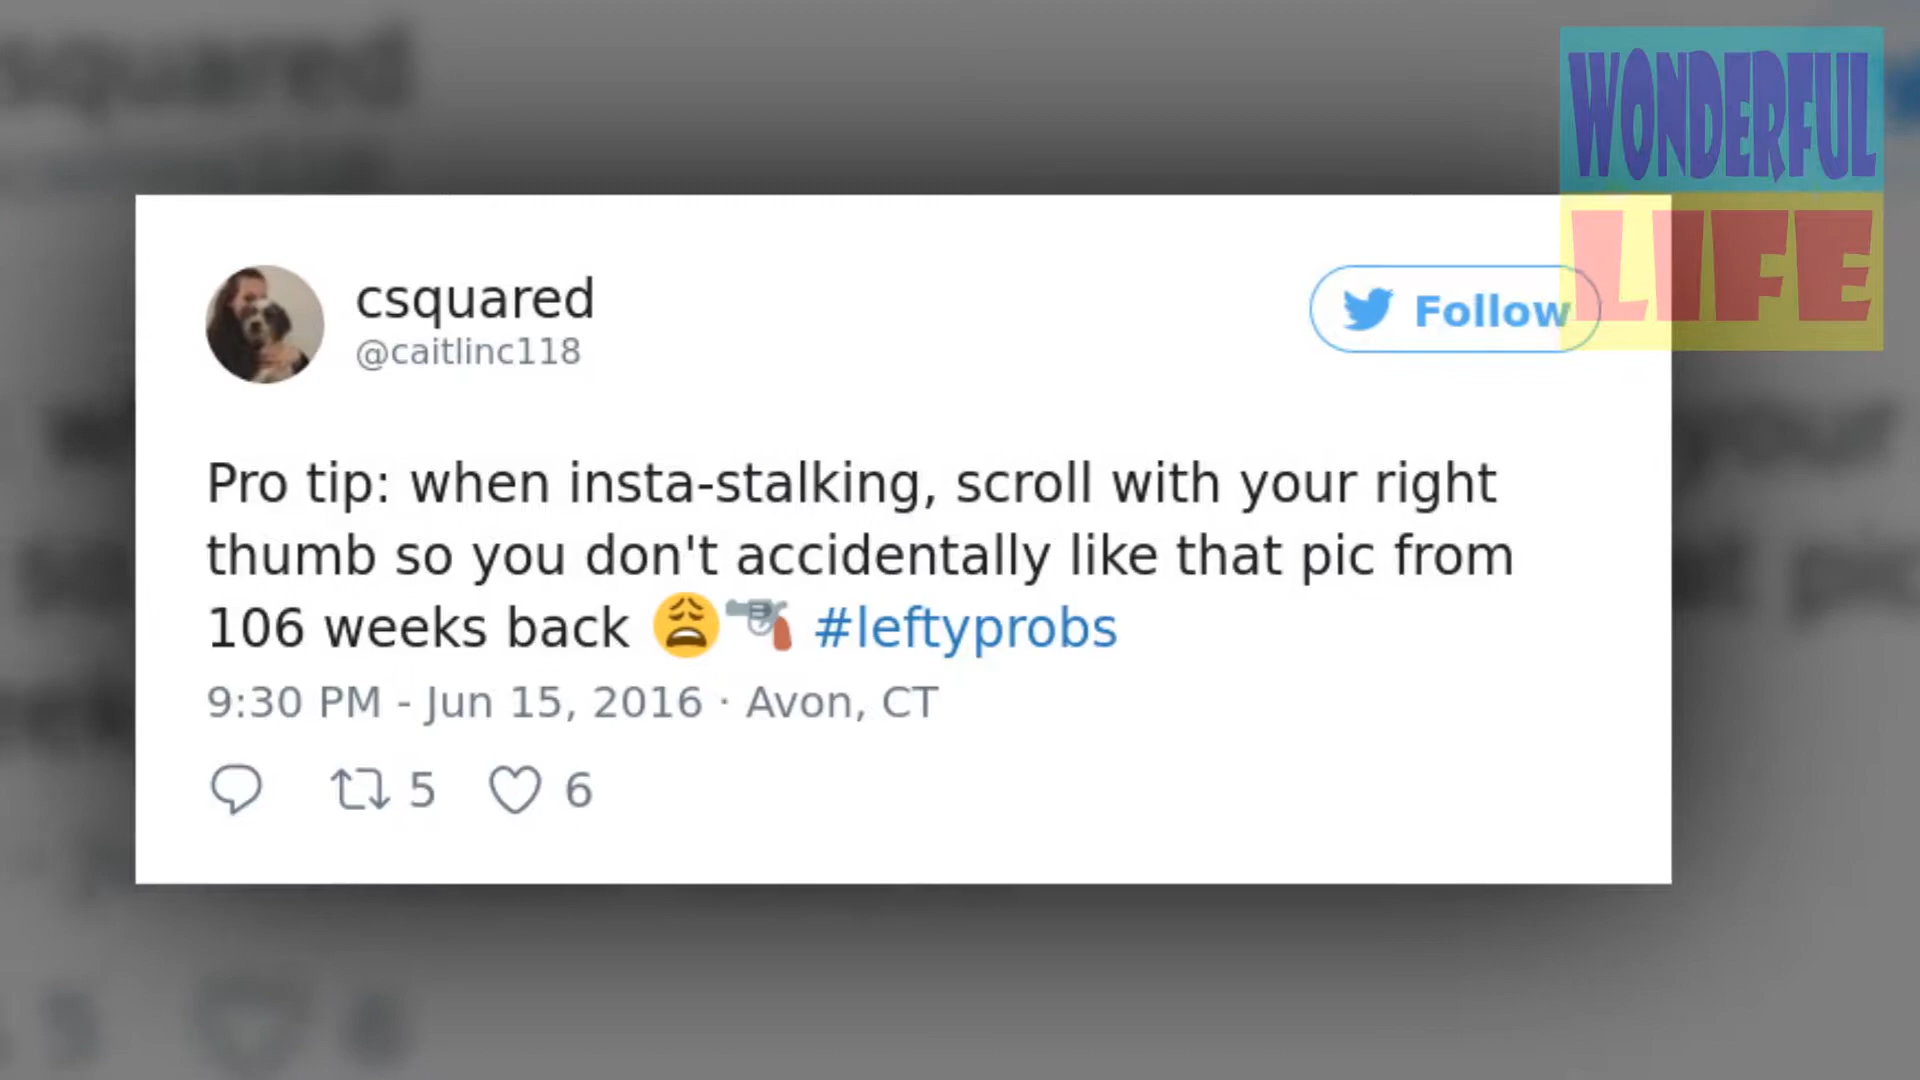 WONDERFUL
LIFE
csquared
@caitlinc118
Follow
Pro tip: when insta-stalking, scroll with your right
thumb so you don't accidentally like that pic from
106 weeks back 😩🔫 #leftyprobs
9:30 PM - Jun 15, 2016 · Avon, CT
5 6